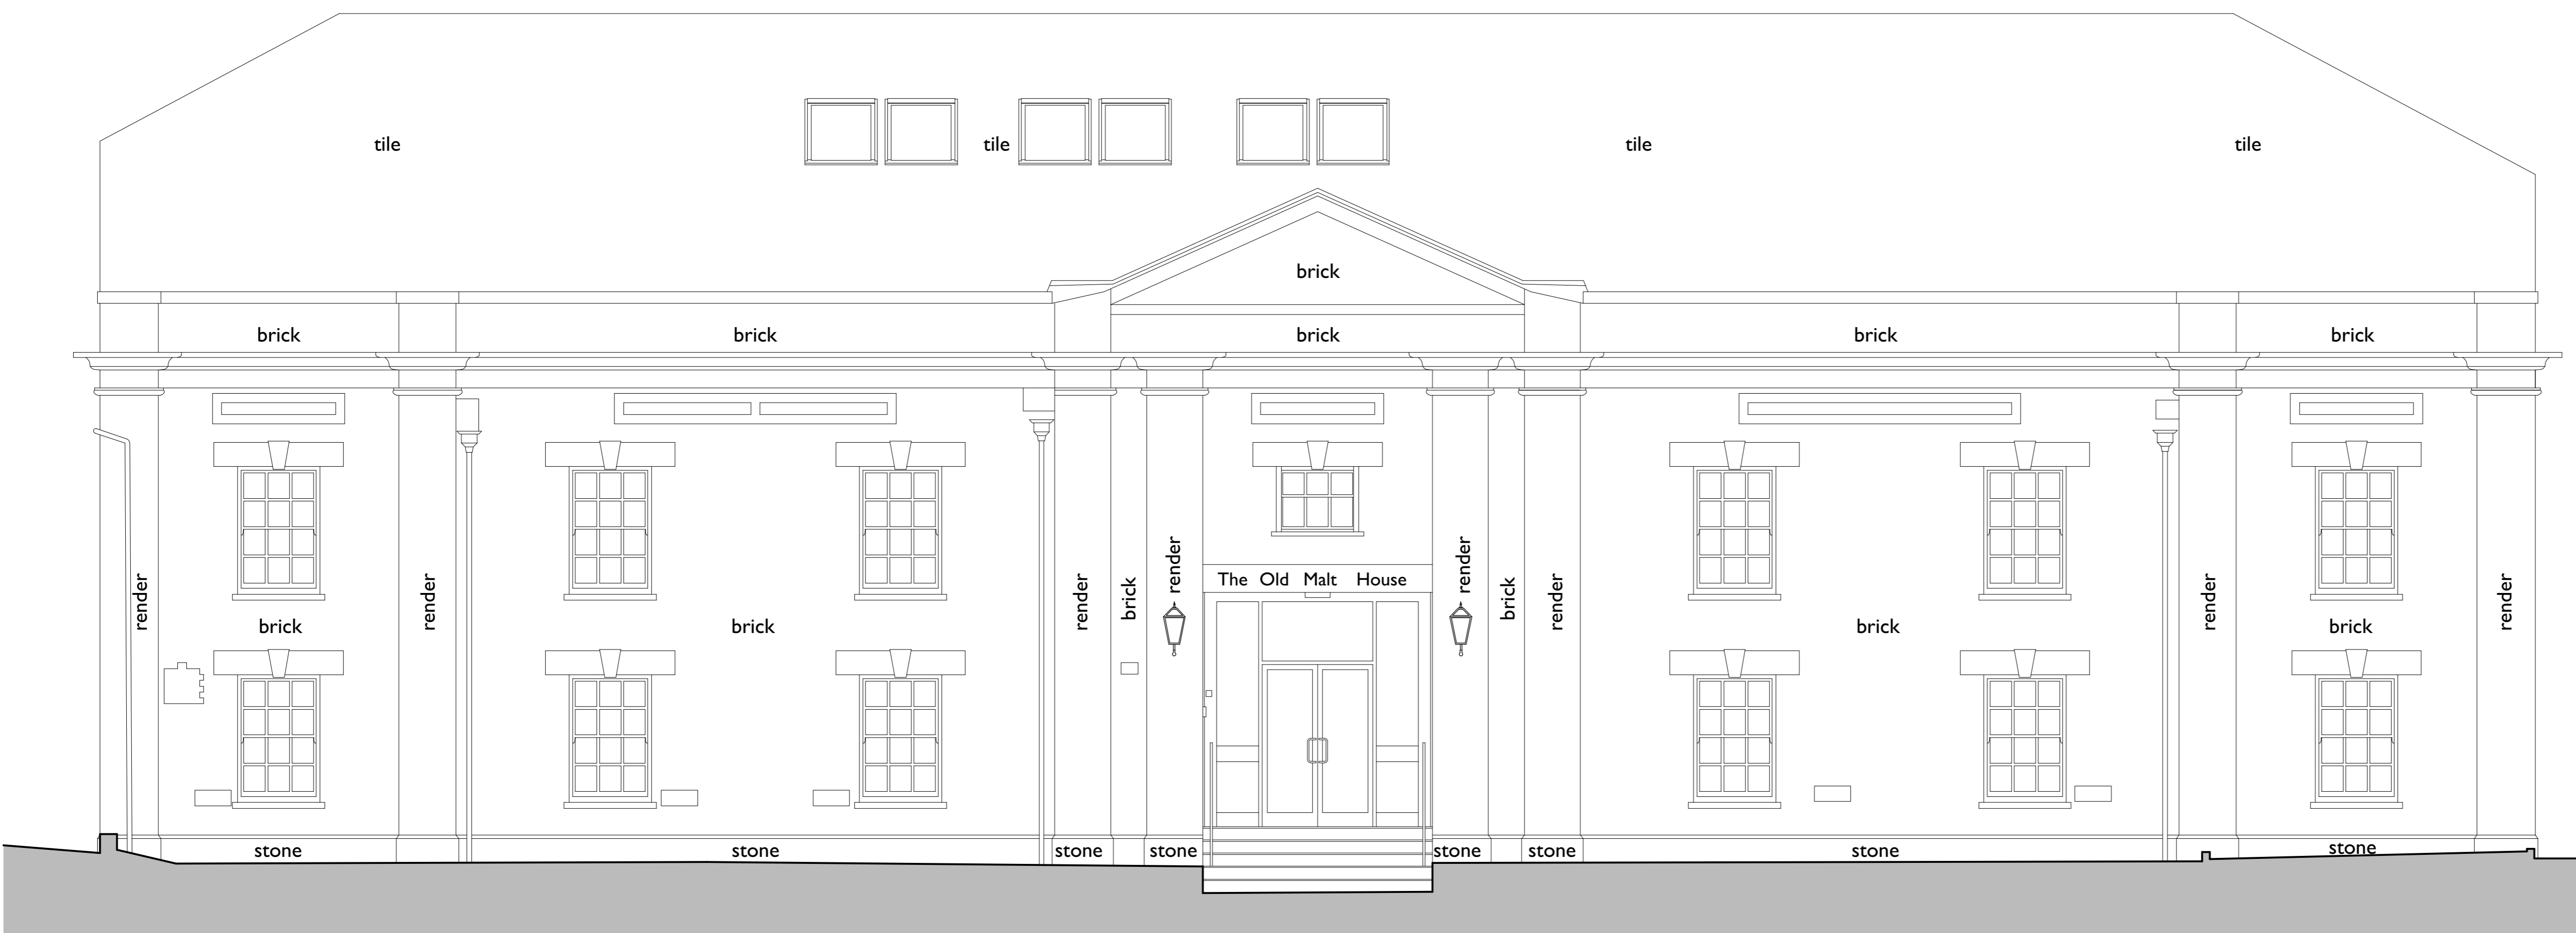 tile tile tile tile
brick
brick brick brick brick brick
render render render brick render render brick render render render
The Old Malt House
brick brick brick brick
stone stone stone stone stone stone stone stone